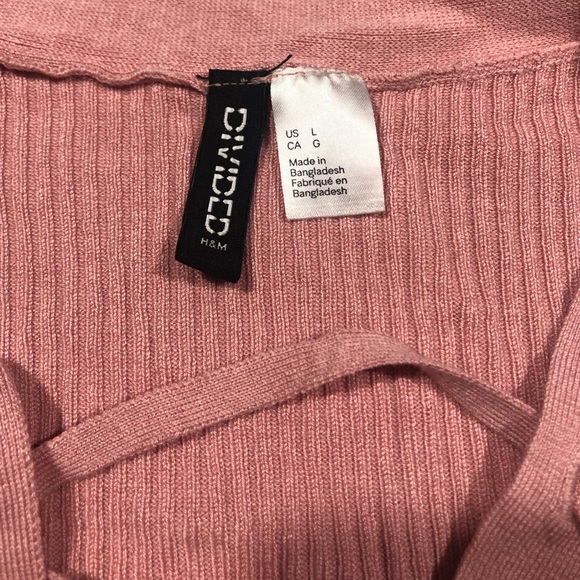 DIVIDED
H&M
US L
CA G
Made in
Bangladesh
Fabriqué en
Bangladesh